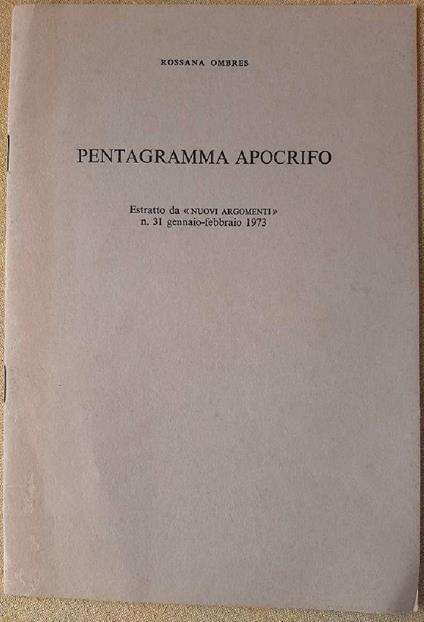 ROSSANA OMBRES
PENTAGRAMMA APOCRIFO
Estratto da «NUOVI ARGOMENTI»
n. 31 gennaio-febbraio 1973